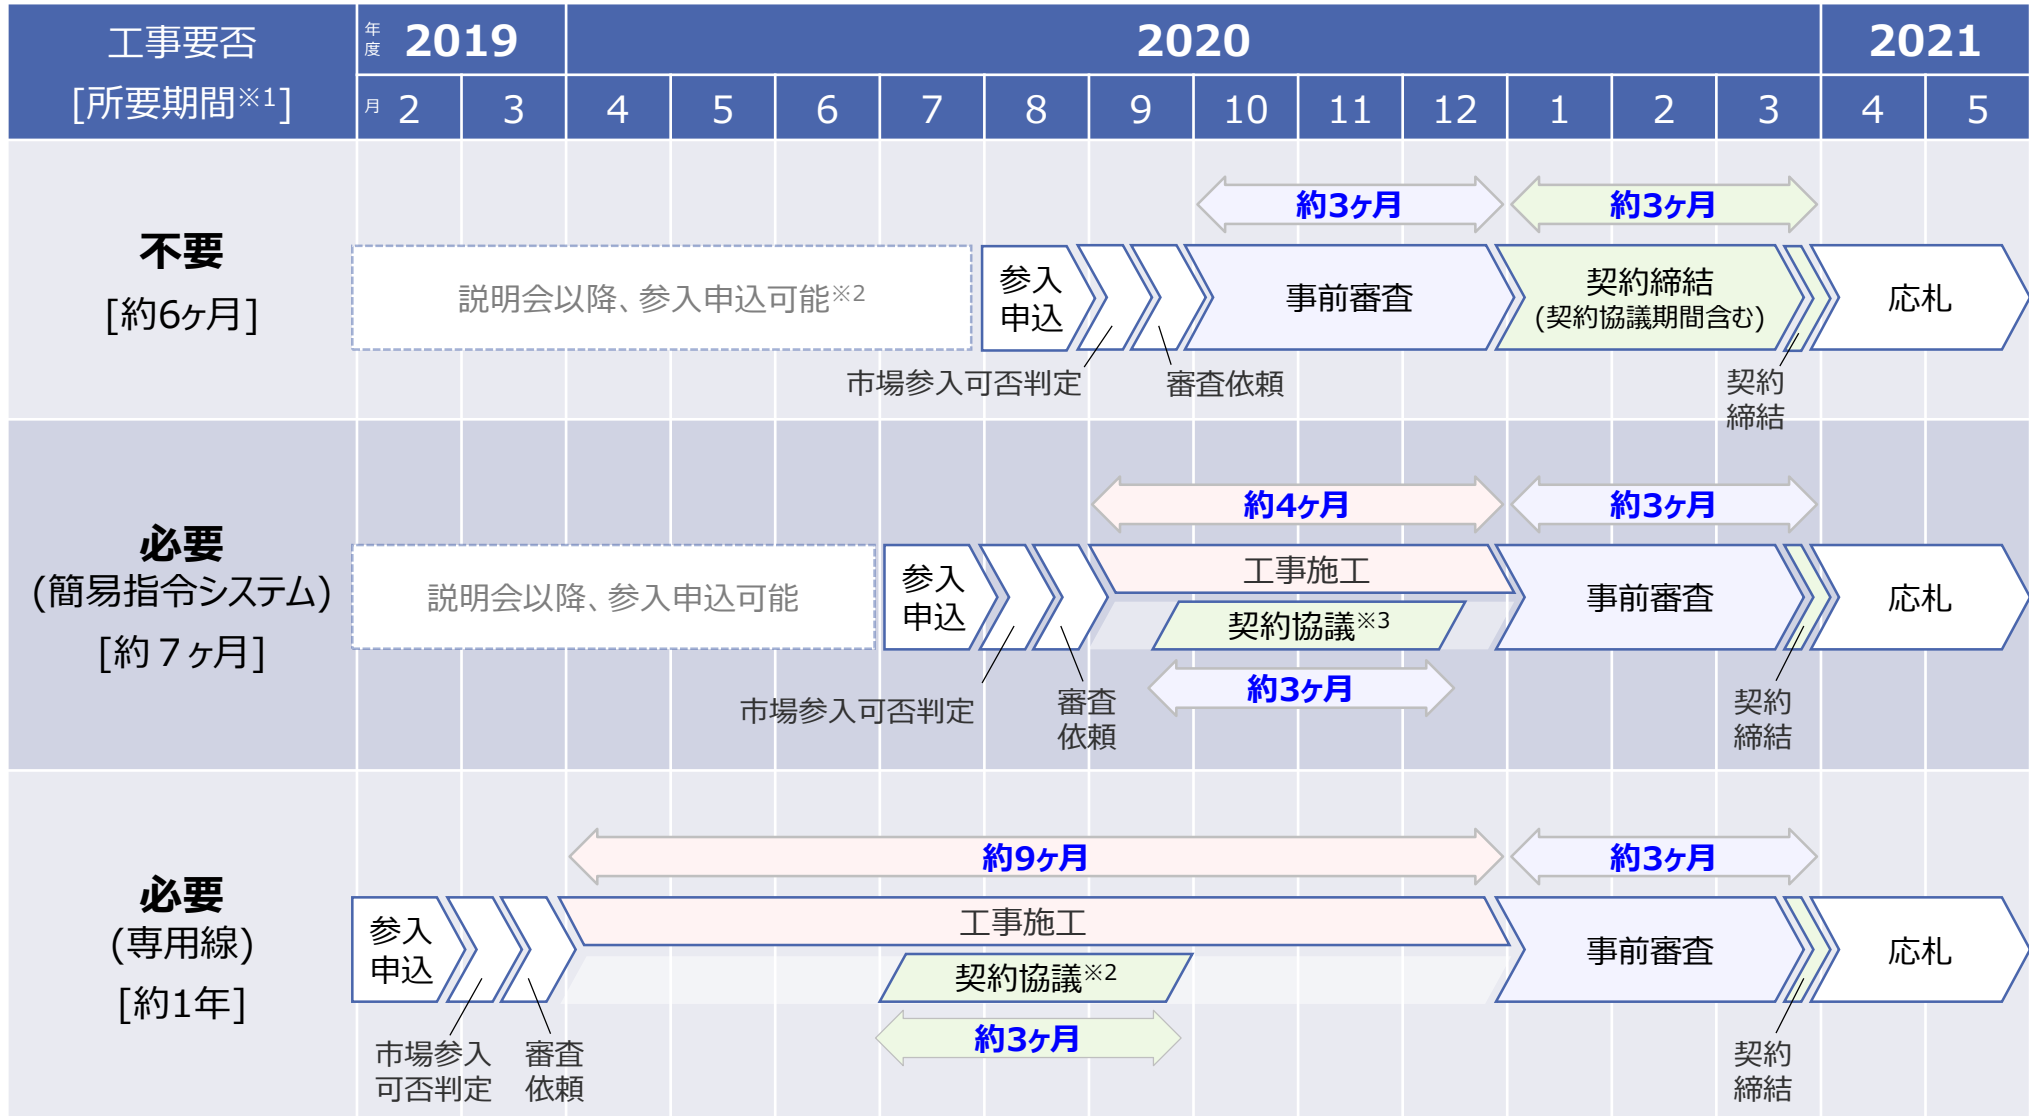 工事要否
[所要期間※1]
年度 2019 2020 2021
月 2 3 4 5 6 7 8 9 10 11 12 1 2 3 4 5
不要
[約6ヶ月]
約3ヶ月 約3ヶ月
説明会以降、参入申込可能※2
参入
申込
事前審査
契約締結
(契約協議期間含む)
応札
市場参入可否判定
審査依頼
契約
締結
必要
(簡易指令システム)
[約７ヶ月]
約4ヶ月 約3ヶ月
説明会以降、参入申込可能
参入
申込
工事施工
契約協議※3
事前審査
応札
約3ヶ月
市場参入可否判定
審査
依頼
契約
締結
必要
(専用線)
[約1年]
約9ヶ月 約3ヶ月
参入
申込
工事施工
契約協議※2
事前審査
応札
約3ヶ月
市場参入
可否判定
審査
依頼
契約
締結